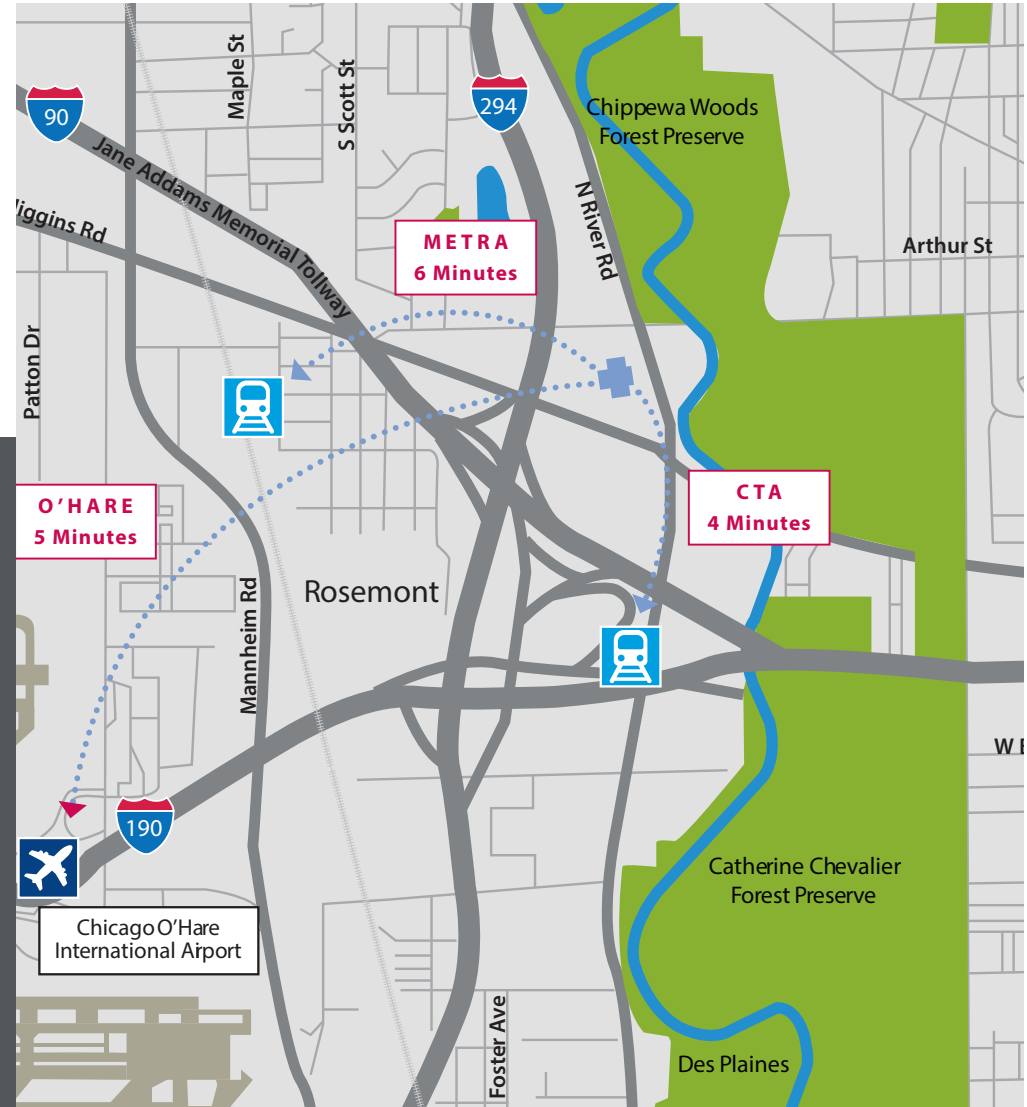 Maple St
S Scott St
294
90
Chippewa Woods
Forest Preserve
Jane Addams Memorial Tollway
N River Rd
iggins Rd
METRA
6 Minutes
Arthur St
Patton Dr
O'HARE
5 Minutes
CTA
4 Minutes
Rosemont
Mannheim Rd
W
190
Catherine Chevalier
Forest Preserve
Chicago O'Hare
International Airport
Foster Ave
Des Plaines